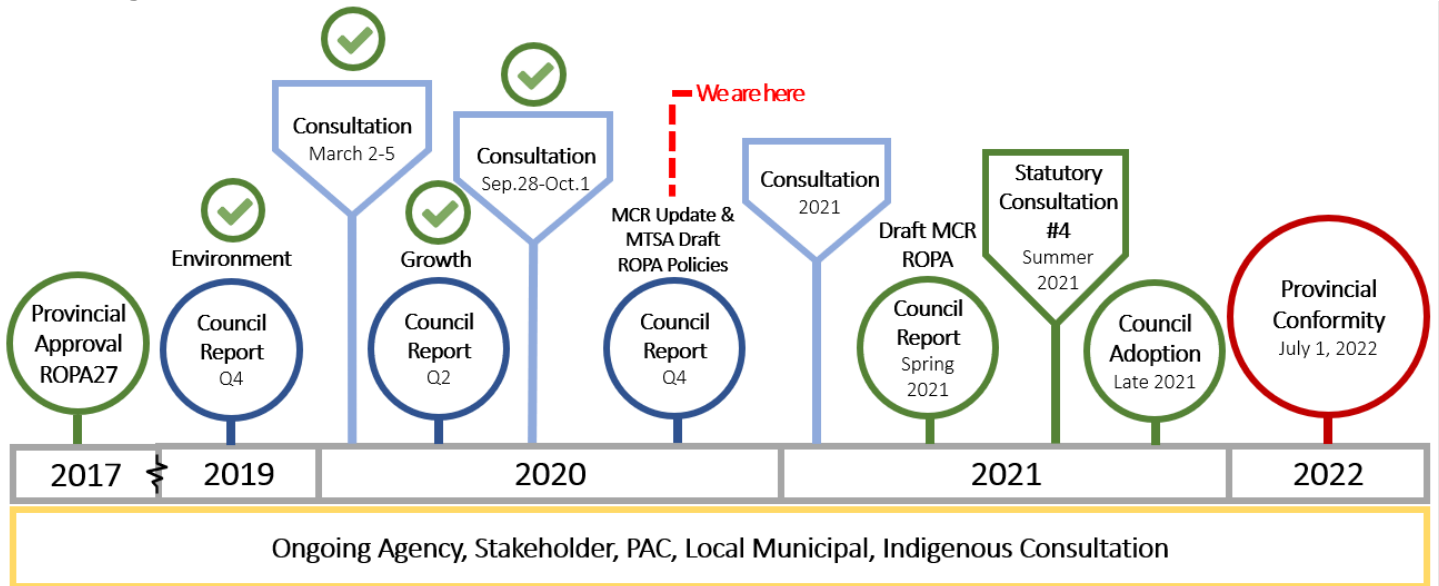 Provincial
Approval
ROPA27
Environment
Council
Report
Q4
Consultation
March 2-5
Growth
Council
Report
Q2
Consultation
Sep.28-Oct.1
We are here
MCR Update &
MTSA Draft
ROPA Policies
Council
Report
Q4
Consultation
2021
Draft MCR
ROPA
Council
Report
Spring
2021
Statutory
Consultation
#4
Summer
2021
Council
Adoption
Late 2021
Provincial
Conformity
July 1, 2022
2017
2019
2020
2021
2022
Ongoing Agency, Stakeholder, PAC, Local Municipal, Indigenous Consultation